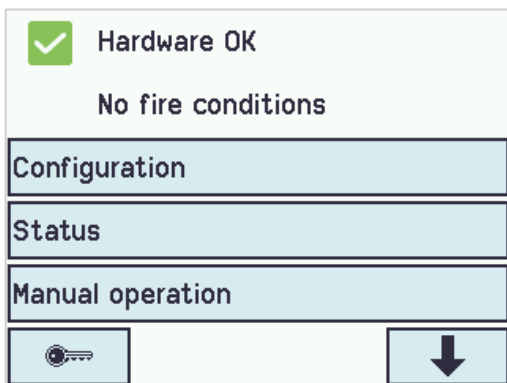 Hardware OK
No fire conditions
Configuration
Status
Manual operation